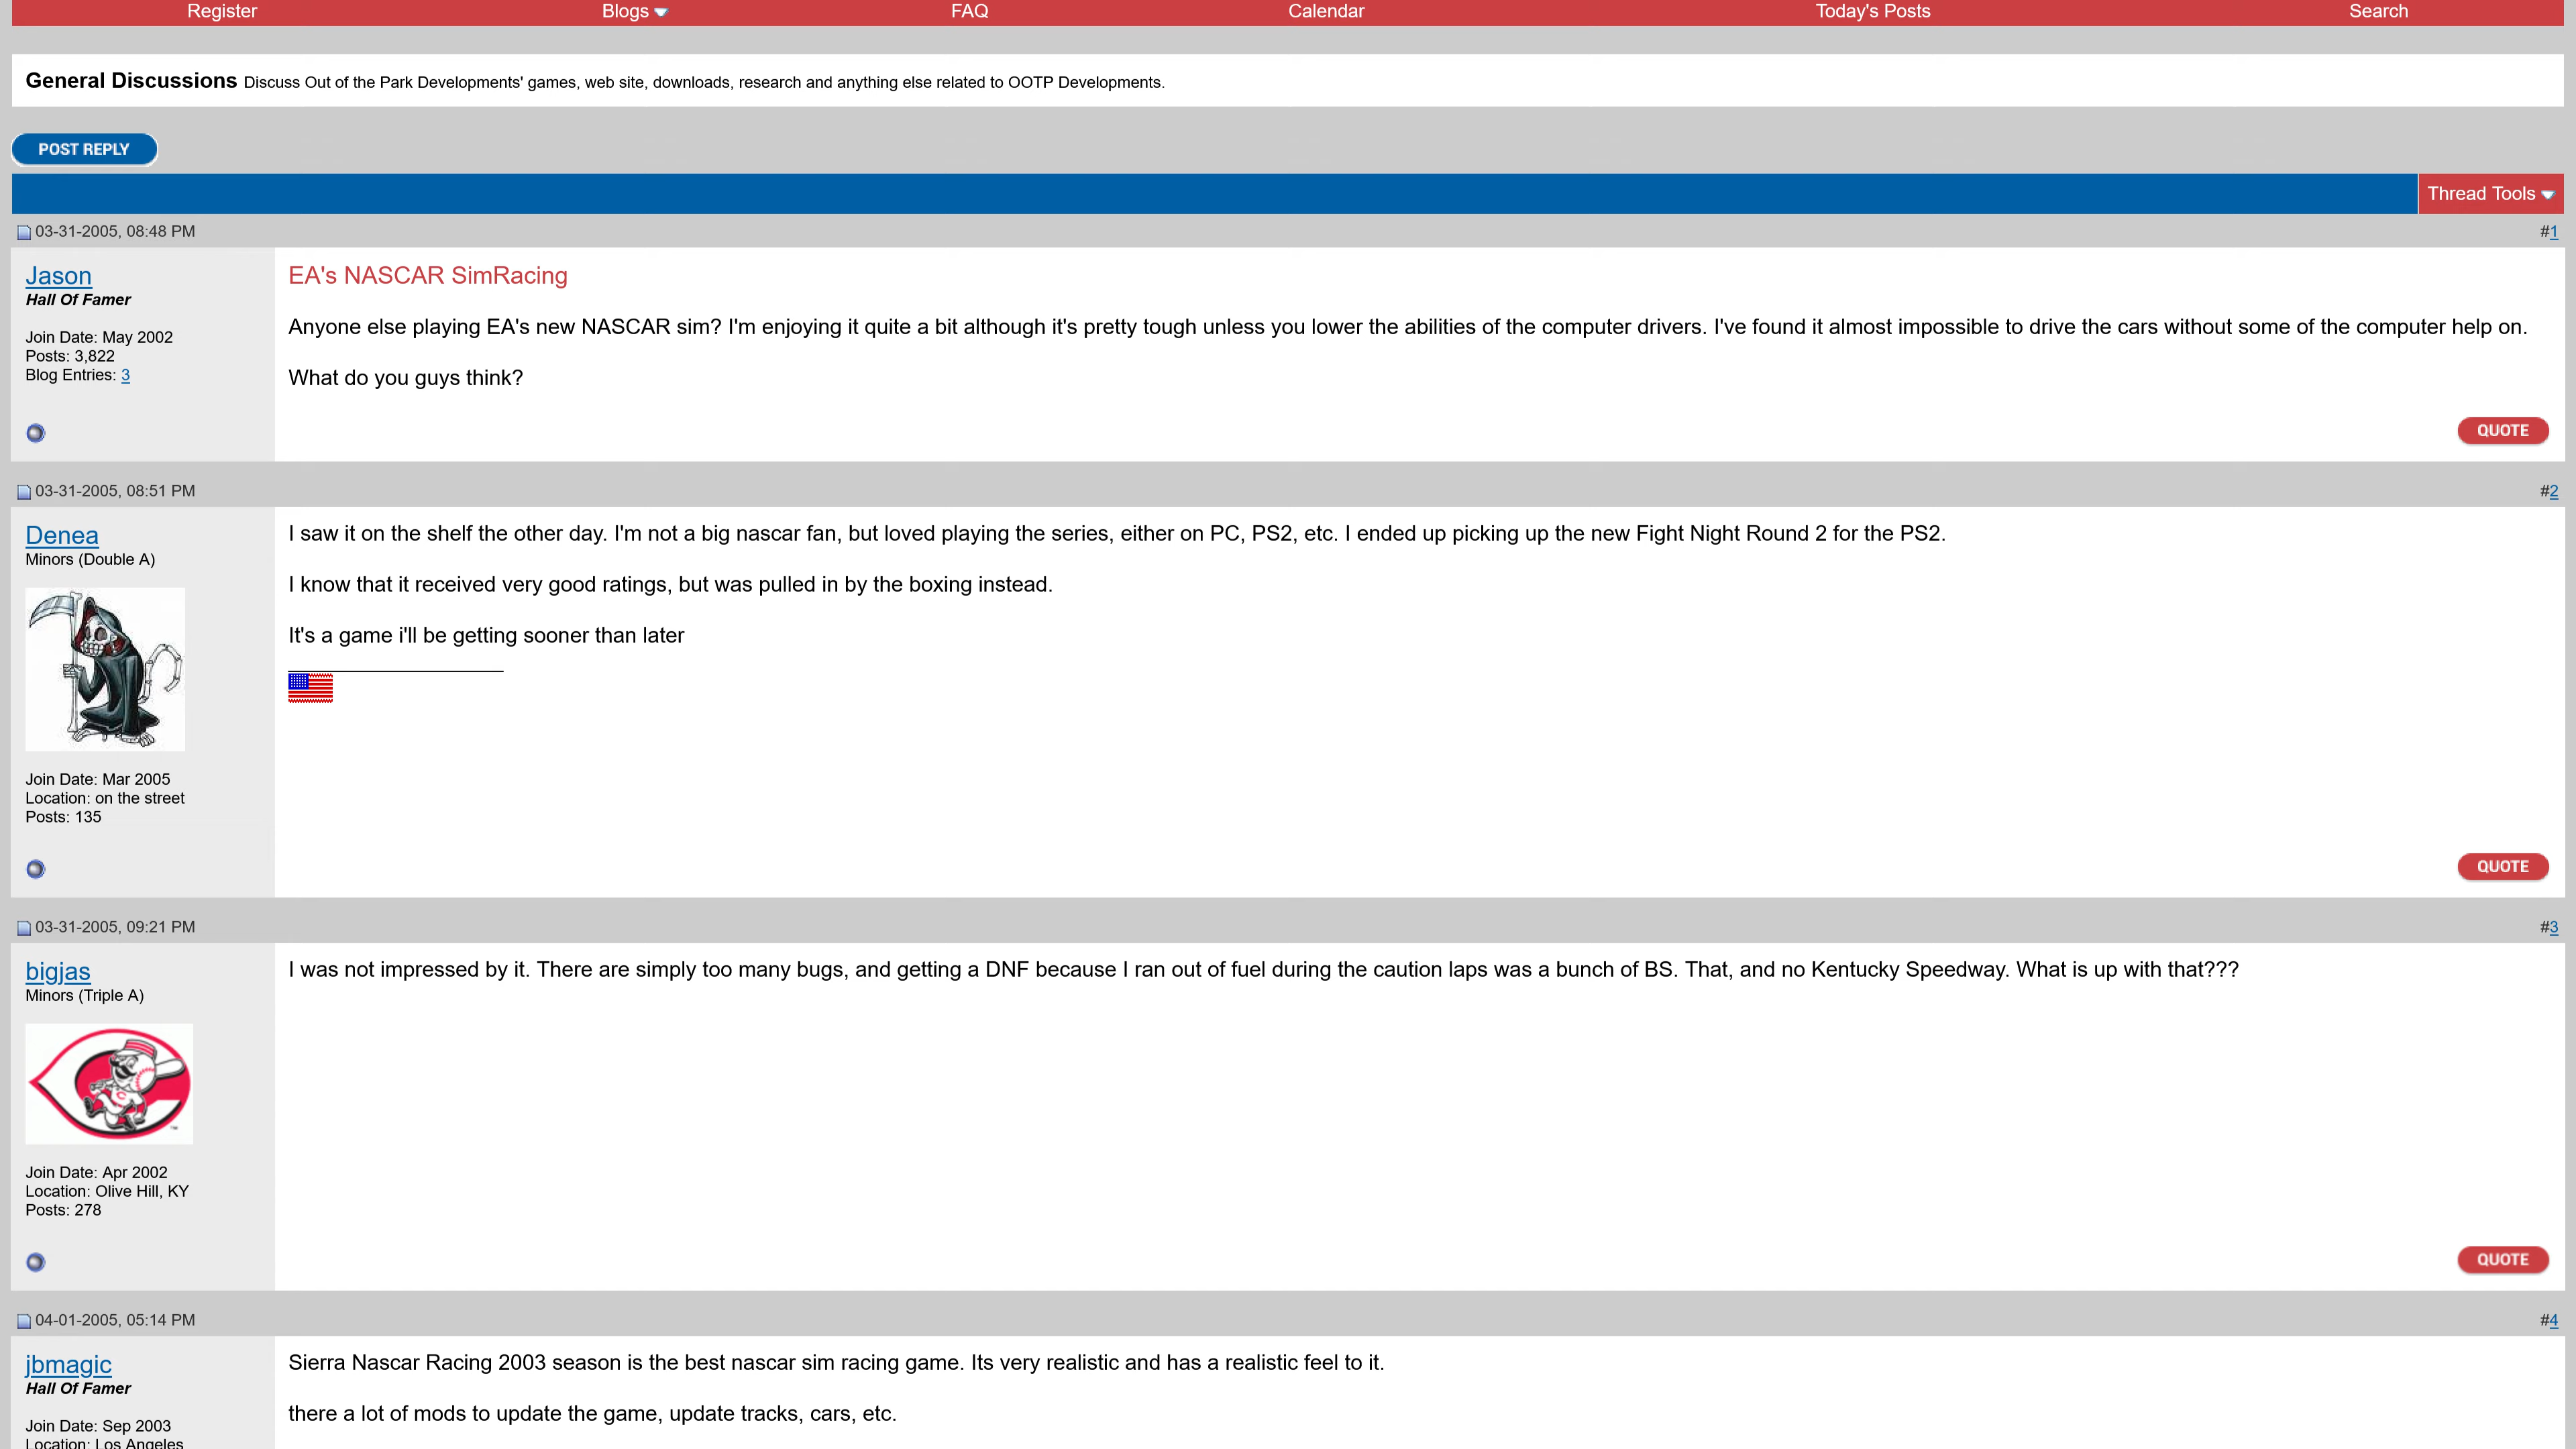 Register Blogs FAQ Calendar Today's Posts Search
General Discussions Discuss Out of the Park Developments' games, web site, downloads, research and anything else related to OOTP Developments.
POST REPLY
Thread Tools
03-31-2005, 08:48 PM #1
Jason
Hall Of Famer
Join Date: May 2002
Posts: 3,822
Blog Entries: 3
EA's NASCAR SimRacing
Anyone else playing EA's new NASCAR sim? I'm enjoying it quite a bit although it's pretty tough unless you lower the abilities of the computer drivers. I've found it almost impossible to drive the cars without some of the computer help on.
What do you guys think?
QUOTE
03-31-2005, 08:51 PM #2
Denea
Minors (Double A)
Join Date: Mar 2005
Location: on the street
Posts: 135
I saw it on the shelf the other day. I'm not a big nascar fan, but loved playing the series, either on PC, PS2, etc. I ended up picking up the new Fight Night Round 2 for the PS2.
I know that it received very good ratings, but was pulled in by the boxing instead.
It's a game i'll be getting sooner than later
QUOTE
03-31-2005, 09:21 PM #3
bigjas
Minors (Triple A)
Join Date: Apr 2002
Location: Olive Hill, KY
Posts: 278
I was not impressed by it. There are simply too many bugs, and getting a DNF because I ran out of fuel during the caution laps was a bunch of BS. That, and no Kentucky Speedway. What is up with that???
QUOTE
04-01-2005, 05:14 PM #4
jbmagic
Hall Of Famer
Join Date: Sep 2003
Location: Los Angeles
Sierra Nascar Racing 2003 season is the best nascar sim racing game. Its very realistic and has a realistic feel to it.
there a lot of mods to update the game, update tracks, cars, etc.